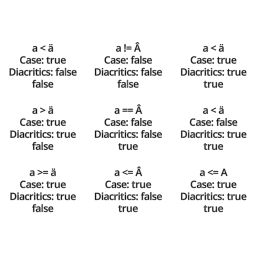 a < ä
Case: true
Diacritics: false
false
a != Â
Case: false
Diacritics: false
false
a < ä
Case: true
Diacritics: true
true
a > ä
Case: true
Diacritics: true
false
a == Â
Case: false
Diacritics: false
true
a < ä
Case: false
Diacritics: true
true
a >= ä
Case: true
Diacritics: true
false
a <= Â
Case: true
Diacritics: false
true
a <= A
Case: true
Diacritics: true
true